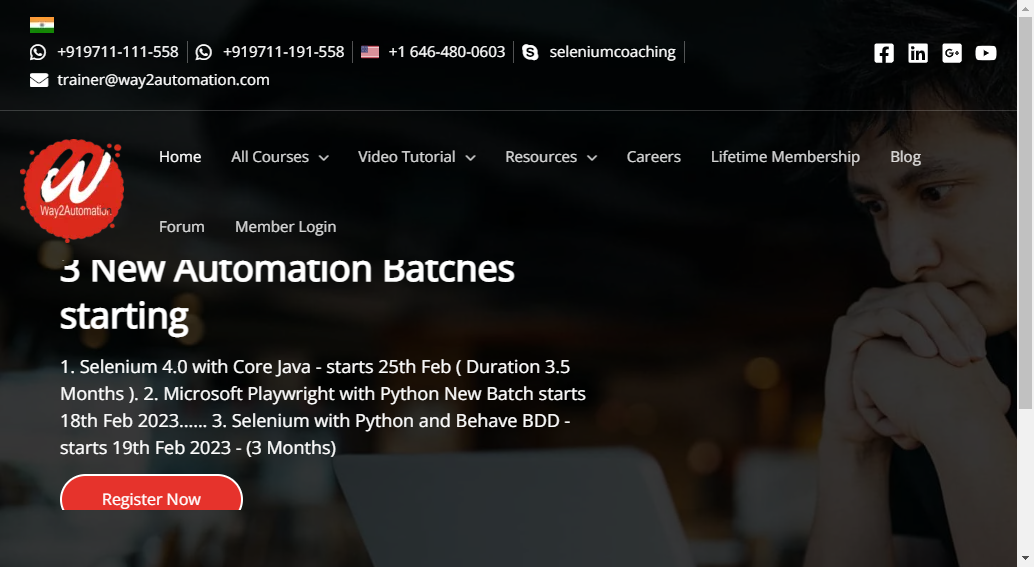 +919711-111-558 +919711-191-558 +1 646-480-0603 seleniumcoaching
trainer@way2automation.com
Home All Courses Video Tutorial Resources Careers Lifetime Membership Blog
Way2Automation
Forum Member Login
3 New Automation Batches
starting
1. Selenium 4.0 with Core Java - starts 25th Feb ( Duration 3.5
Months ). 2. Microsoft Playwright with Python New Batch starts
18th Feb 2023...... 3. Selenium with Python and Behave BDD -
starts 19th Feb 2023 - (3 Months)
Register Now